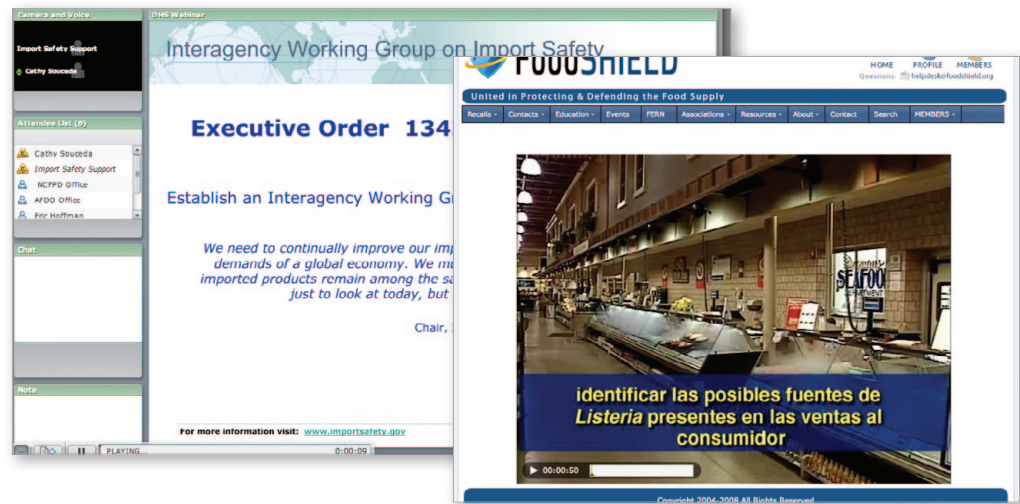 Camera and Voice
Import Safety Support
Cathy Souceda
Attendee List (6)
Cathy Souceda
Import Safety Support
NCFPD Office
AFDO Office
Eric Hoffman
Chat
Note
PLAYING...
0:00:09
DHS Webinar
Interagency Working Group on Import Safety
Executive Order 134
Establish an Interagency Working G
We need to continually improve our imp
demands of a global economy. We mu
imported products remain among the sa
just to look at today, but
Chair,
For more information visit: www.importsafety.gov
FOODSHIELD
HOME PROFILE MEMBERS
Questions: helpdesk@foodshield.org
United in Protecting & Defending the Food Supply
Recalls Contacts Education Events FERN Associations Resources About Contact Search MEMBERS
SEAFOOD
DEPARTMENT
identificar las posibles fuentes de
Listeria presentes en las ventas al
consumidor
00:00:50
Copyright 2004-2008 All Rights Reserved